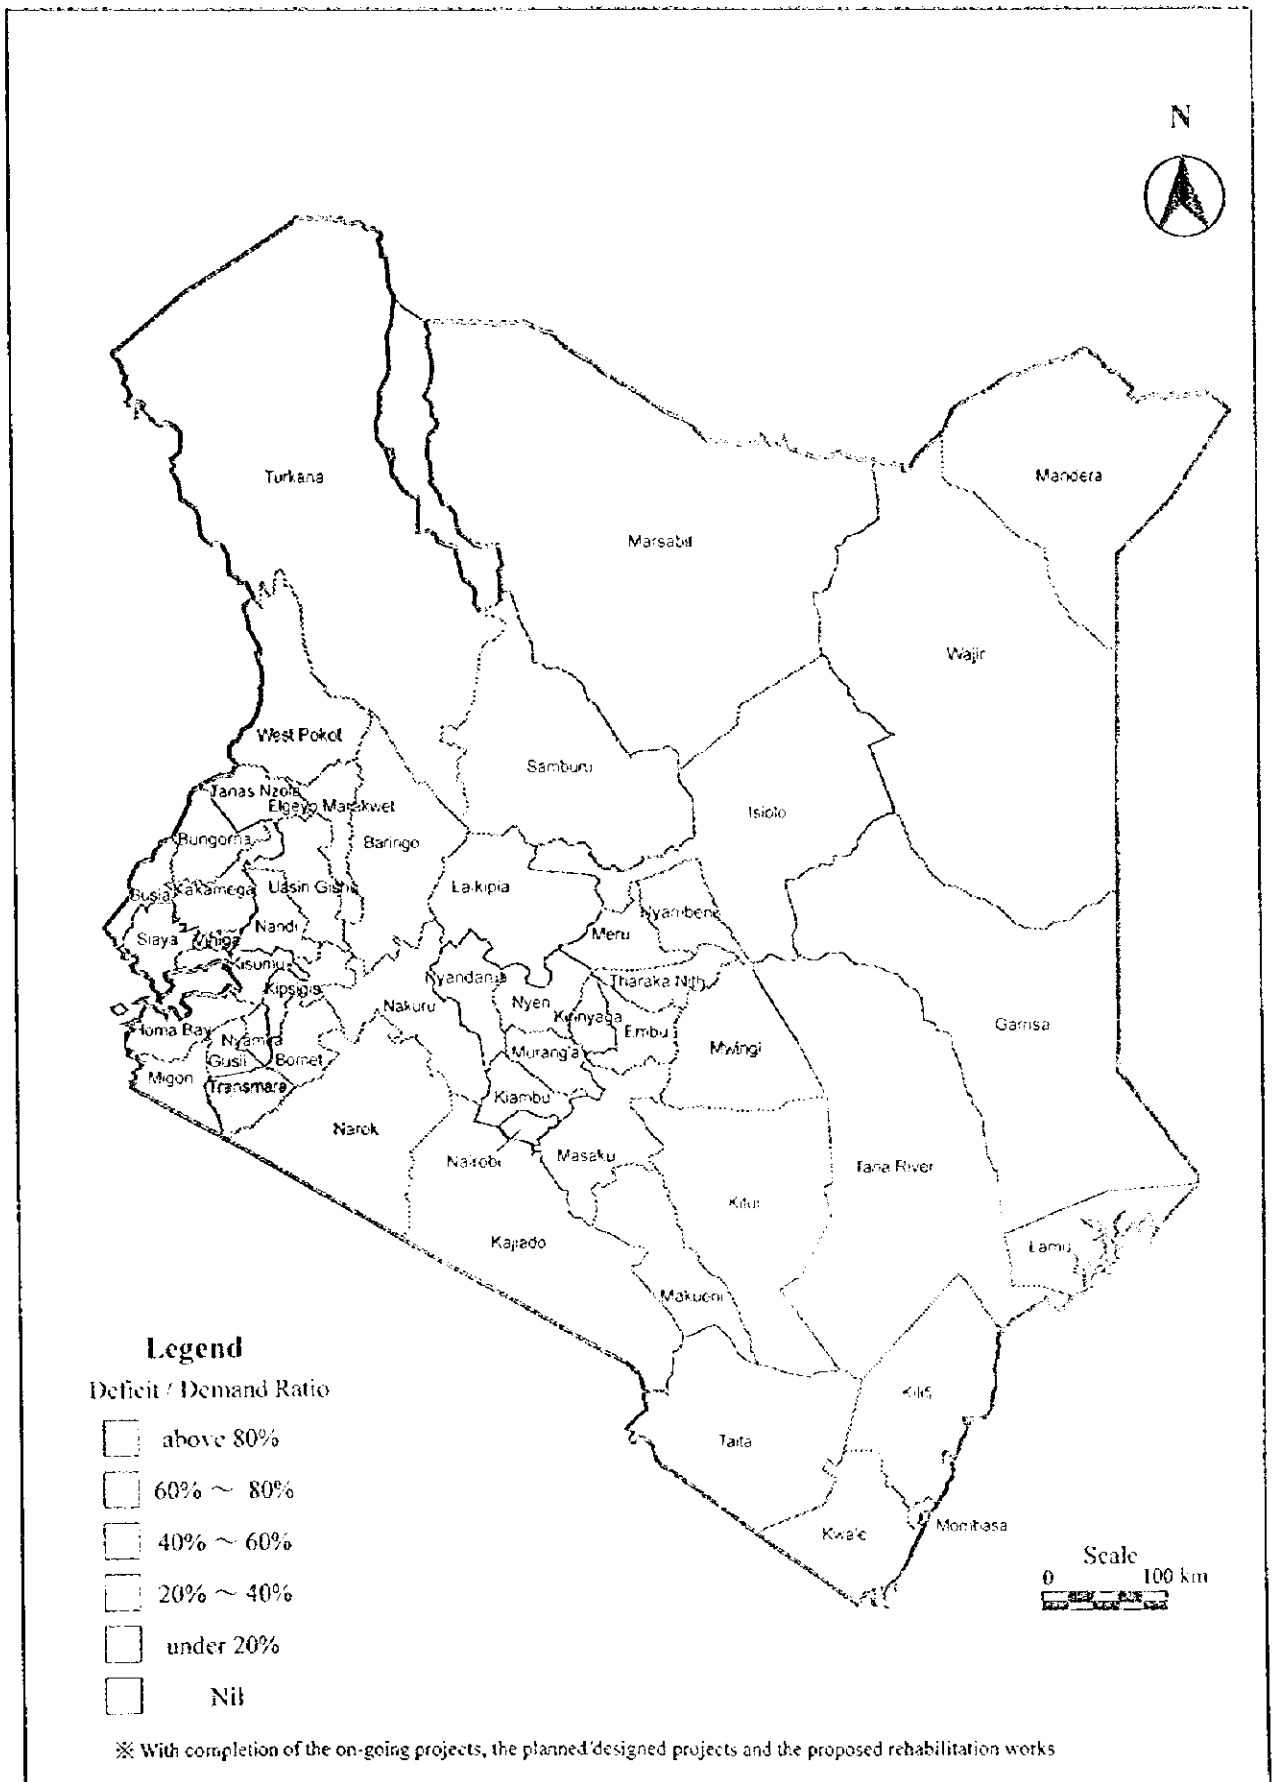 N
Turkana
Mandera
Marsabit
Wajir
West Pokot
Samburu
Tanas Nzoia
Elgeyo Marakwet
Isiolo
Bungoma
Baringo
Busia
Kakamega
Uasin Gishu
Laikipia
Nyambene
Siaya
Vihiga
Nandi
Meru
Kisumu
Kipsigis
Nyandarua
Tharaka Nith
Nakuru
Nyeri
Kirinyaga
Garissa
Homa Bay
Nyamira
Embu
Mwingi
Gusii
Bomet
Murang'a
Migori
Transmara
Kiambu
Narok
Nairobi
Masaku
Tana River
Kitui
Kajiado
Lamu
Makueni
Legend
Deficit / Demand Ratio
above 80%
60% ～ 80%
40% ～ 60%
20% ～ 40%
under 20%
Nil
Kilifi
Taita
Kwale
Mombasa
Scale
0 100 km
※ With completion of the on-going projects, the planned/designed projects and the proposed rehabilitation works